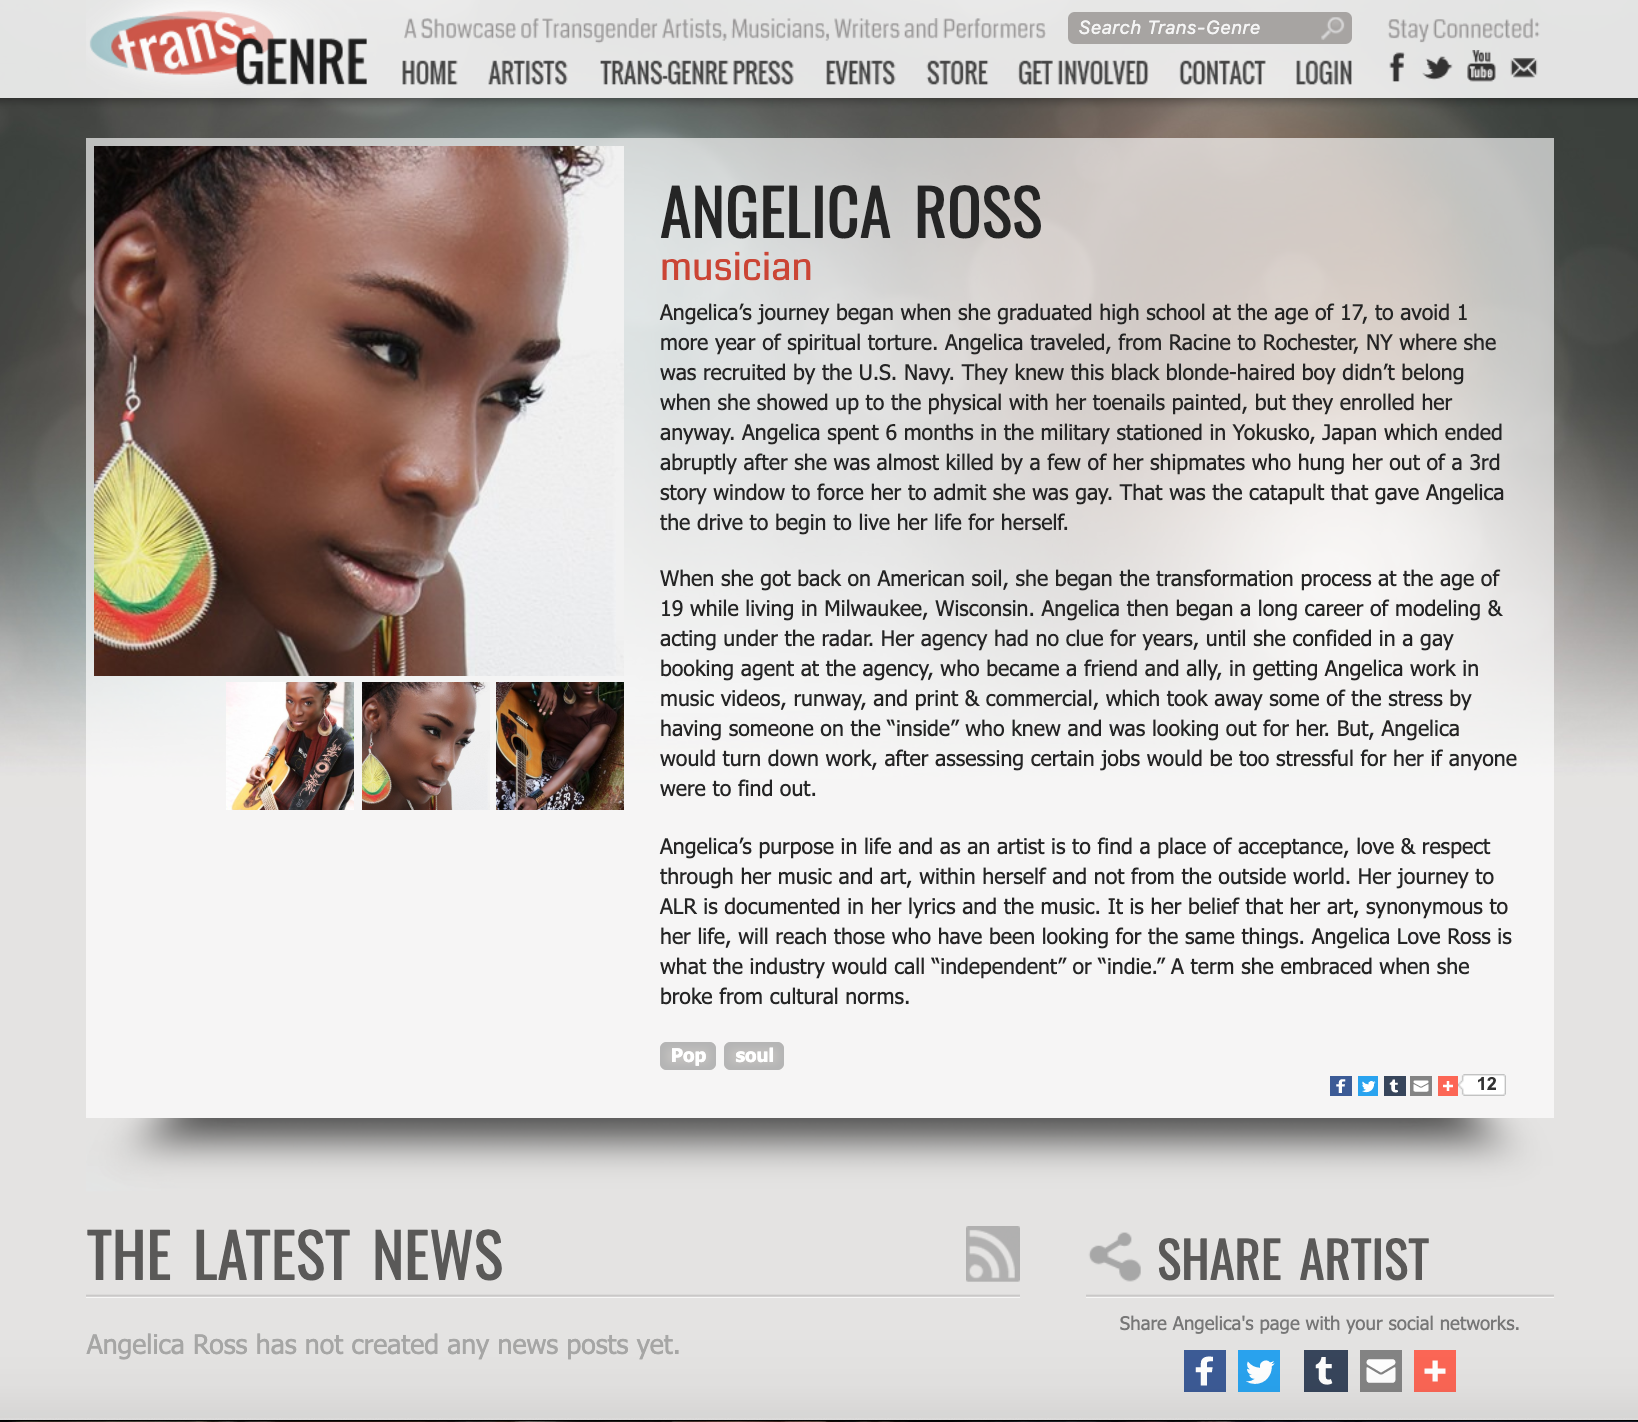 trans-GENRE
A Showcase of Transgender Artists, Musicians, Writers and Performers
Search Trans-Genre
Stay Connected:
HOME ARTISTS TRANS-GENRE PRESS EVENTS STORE GET INVOLVED CONTACT LOGIN
You Tube
ANGELICA ROSS
musician
Angelica’s journey began when she graduated high school at the age of 17, to avoid 1
more year of spiritual torture. Angelica traveled, from Racine to Rochester, NY where she
was recruited by the U.S. Navy. They knew this black blonde-haired boy didn’t belong
when she showed up to the physical with her toenails painted, but they enrolled her
anyway. Angelica spent 6 months in the military stationed in Yokusko, Japan which ended
abruptly after she was almost killed by a few of her shipmates who hung her out of a 3rd
story window to force her to admit she was gay. That was the catapult that gave Angelica
the drive to begin to live her life for herself.
When she got back on American soil, she began the transformation process at the age of
19 while living in Milwaukee, Wisconsin. Angelica then began a long career of modeling &
acting under the radar. Her agency had no clue for years, until she confided in a gay
booking agent at the agency, who became a friend and ally, in getting Angelica work in
music videos, runway, and print & commercial, which took away some of the stress by
having someone on the “inside” who knew and was looking out for her. But, Angelica
would turn down work, after assessing certain jobs would be too stressful for her if anyone
were to find out.
Angelica’s purpose in life and as an artist is to find a place of acceptance, love & respect
through her music and art, within herself and not from the outside world. Her journey to
ALR is documented in her lyrics and the music. It is her belief that her art, synonymous to
her life, will reach those who have been looking for the same things. Angelica Love Ross is
what the industry would call “independent” or “indie.” A term she embraced when she
broke from cultural norms.
Pop soul
12
THE LATEST NEWS
Angelica Ross has not created any news posts yet.
SHARE ARTIST
Share Angelica's page with your social networks.